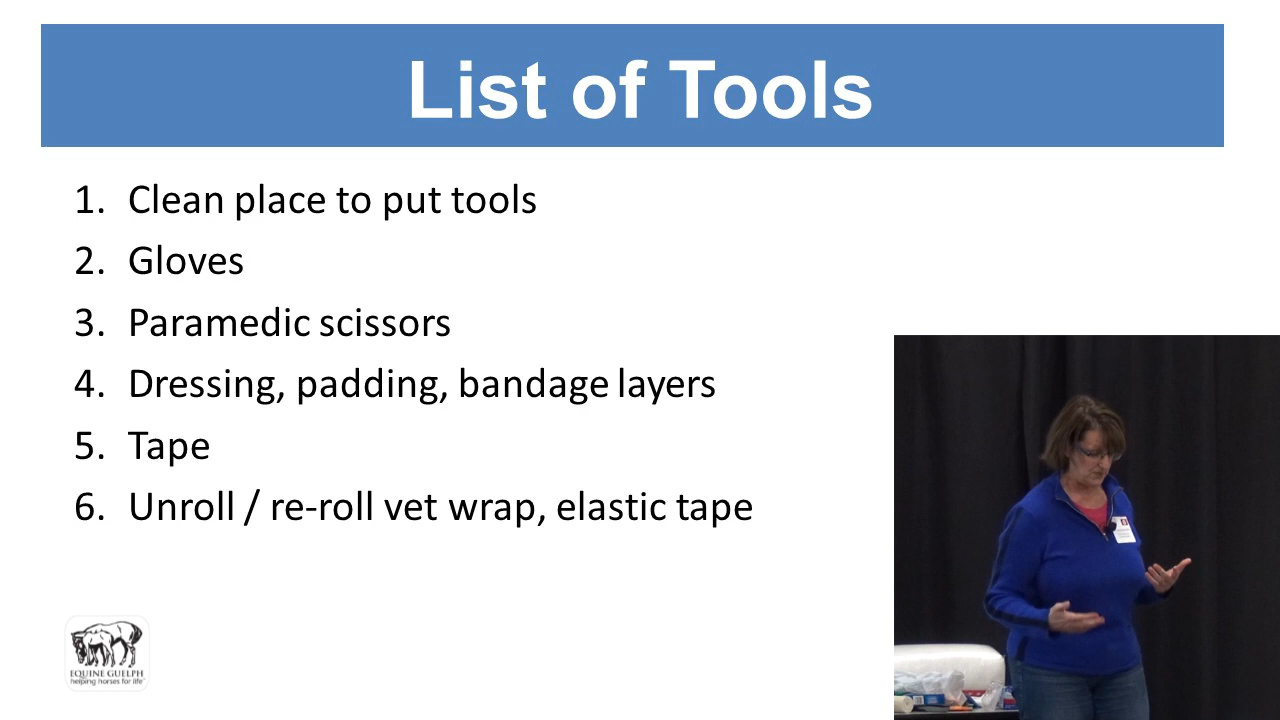 List of Tools
1. Clean place to put tools
2. Gloves
3. Paramedic scissors
4. Dressing, padding, bandage layers
5. Tape
6. Unroll / re-roll vet wrap, elastic tape
EQUINE GUELPH
helping horses for life